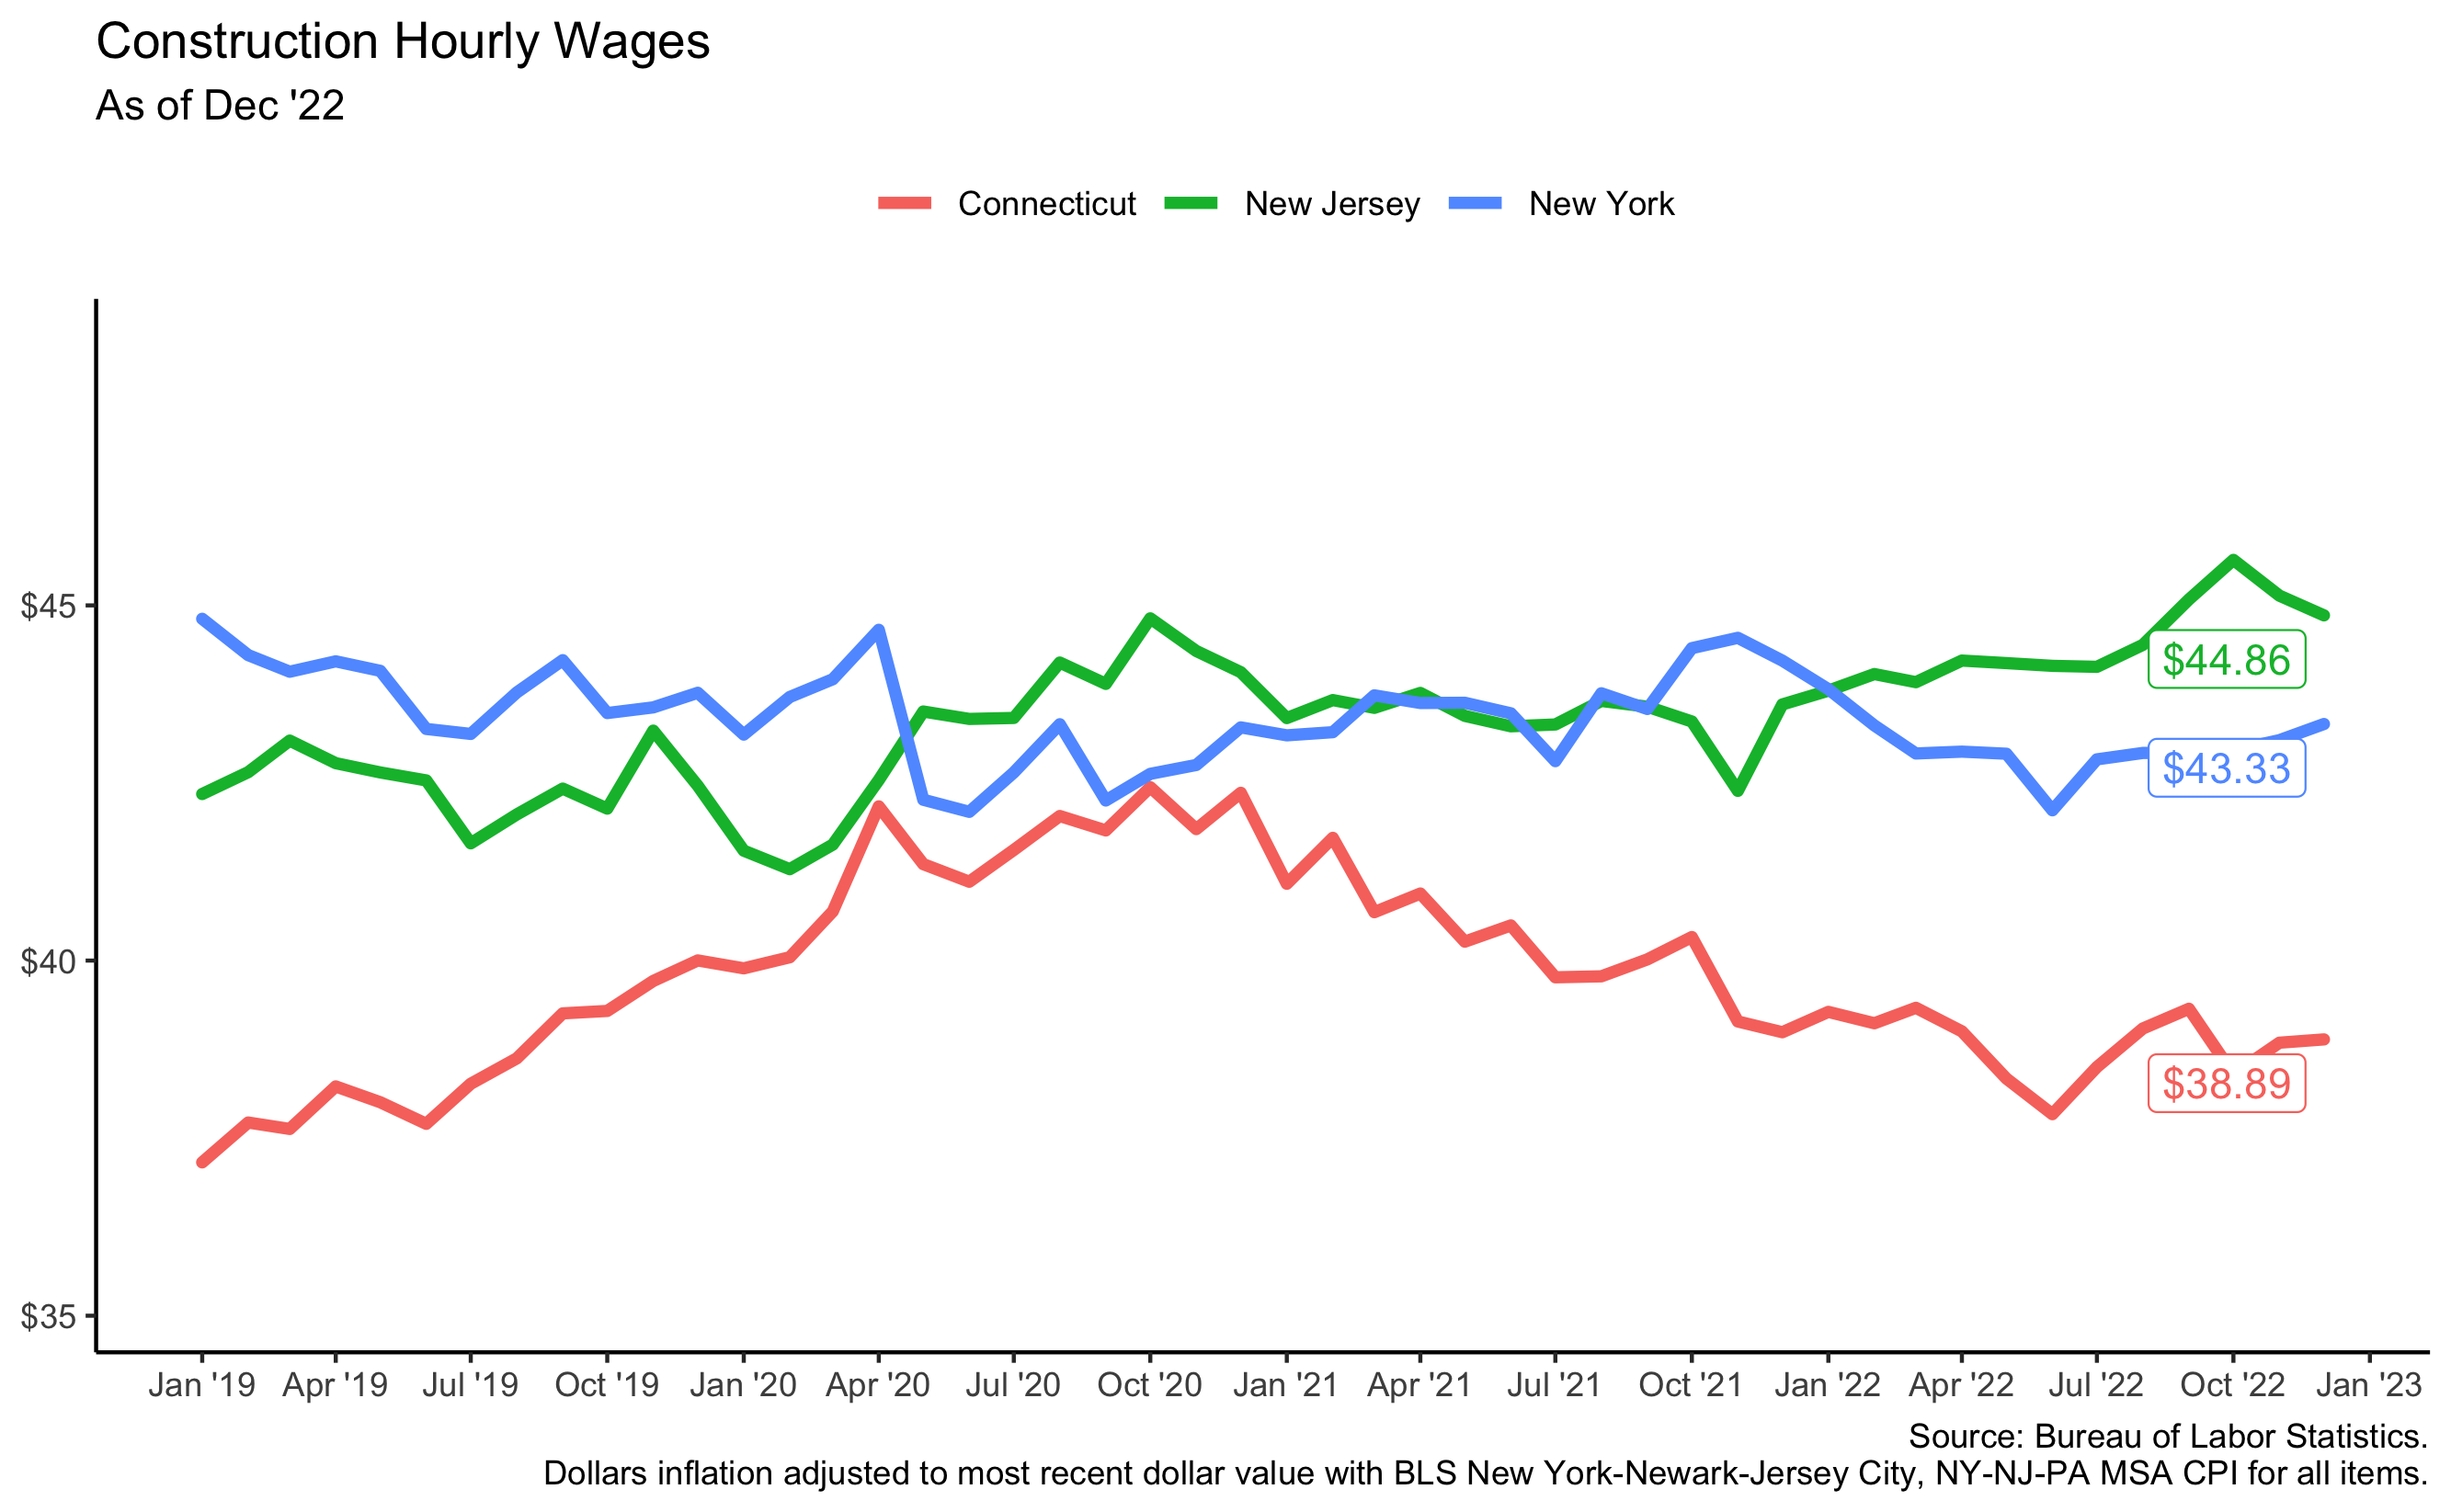 Construction Hourly Wages
As of Dec '22
Connecticut New Jersey New York
$45
$40
$35
$44.86
$43.33
$38.89
Jan '19 Apr '19 Jul '19 Oct '19 Jan '20 Apr '20 Jul '20 Oct '20 Jan '21 Apr '21 Jul '21 Oct '21 Jan '22 Apr '22 Jul '22 Oct '22 Jan '23
Source: Bureau of Labor Statistics.
Dollars inflation adjusted to most recent dollar value with BLS New York-Newark-Jersey City, NY-NJ-PA MSA CPI for all items.